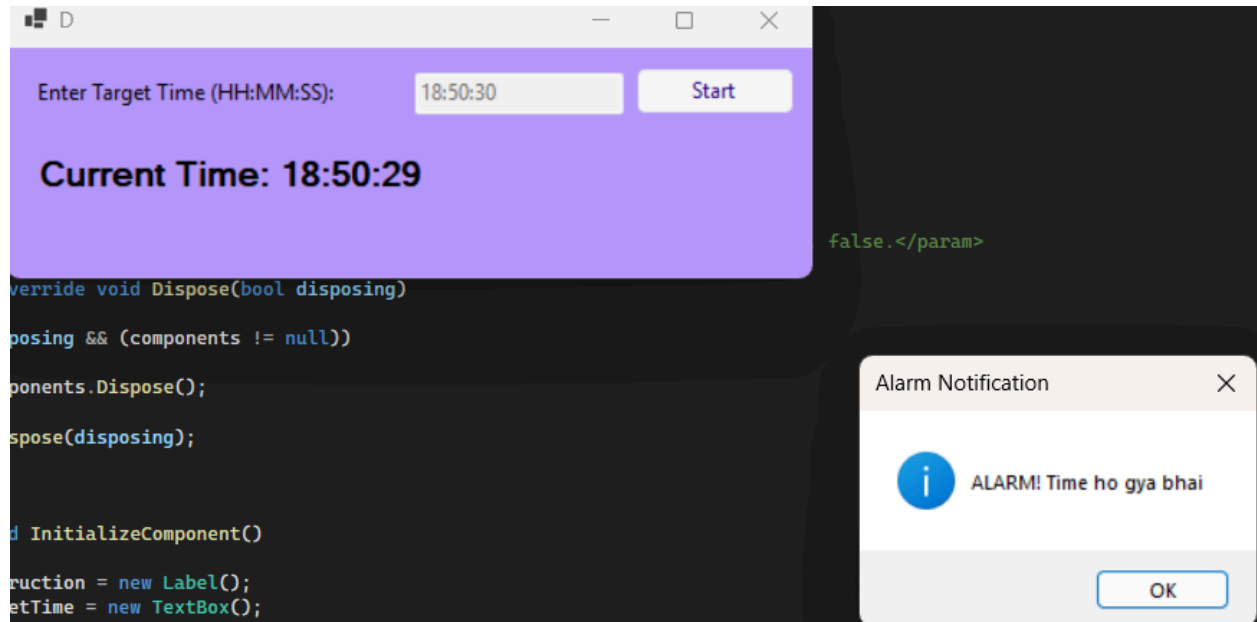 D
Enter Target Time (HH:MM:SS): 18:50:30 Start
Current Time: 18:50:29
false.</param>
verride void Dispose(bool disposing)
posing && (components != null))
ponents.Dispose();
spose(disposing);
d InitializeComponent()
ruction = new Label();
etTime = new TextBox();
Alarm Notification
ALARM! Time ho gya bhai
OK